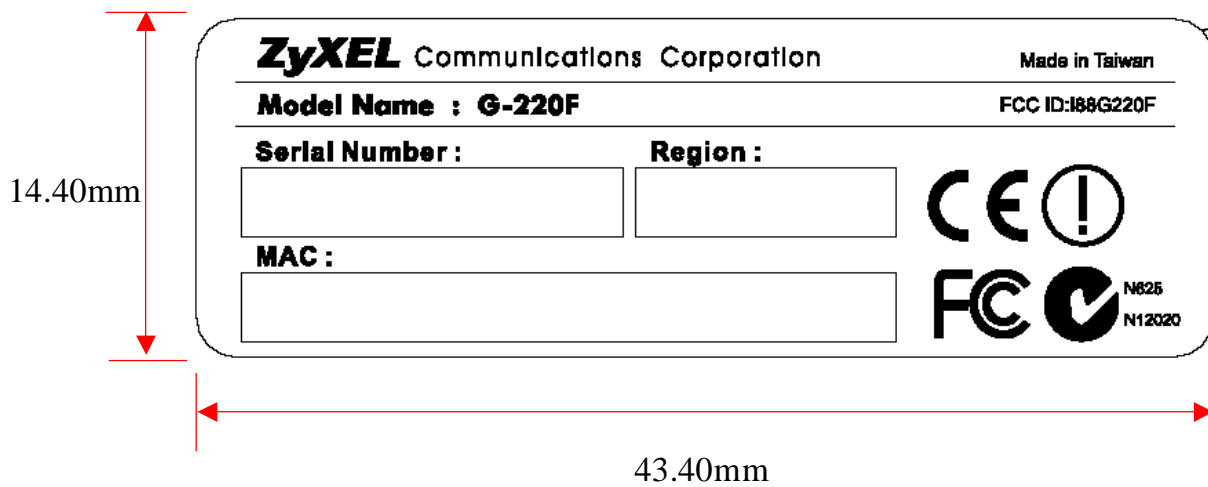 ZyXEL Communications Corporation Made in Taiwan
Model Name : G-220F FCC ID:I88G220F
Serial Number : Region :
14.40mm
CE
MAC :
FC N625
N12020
43.40mm